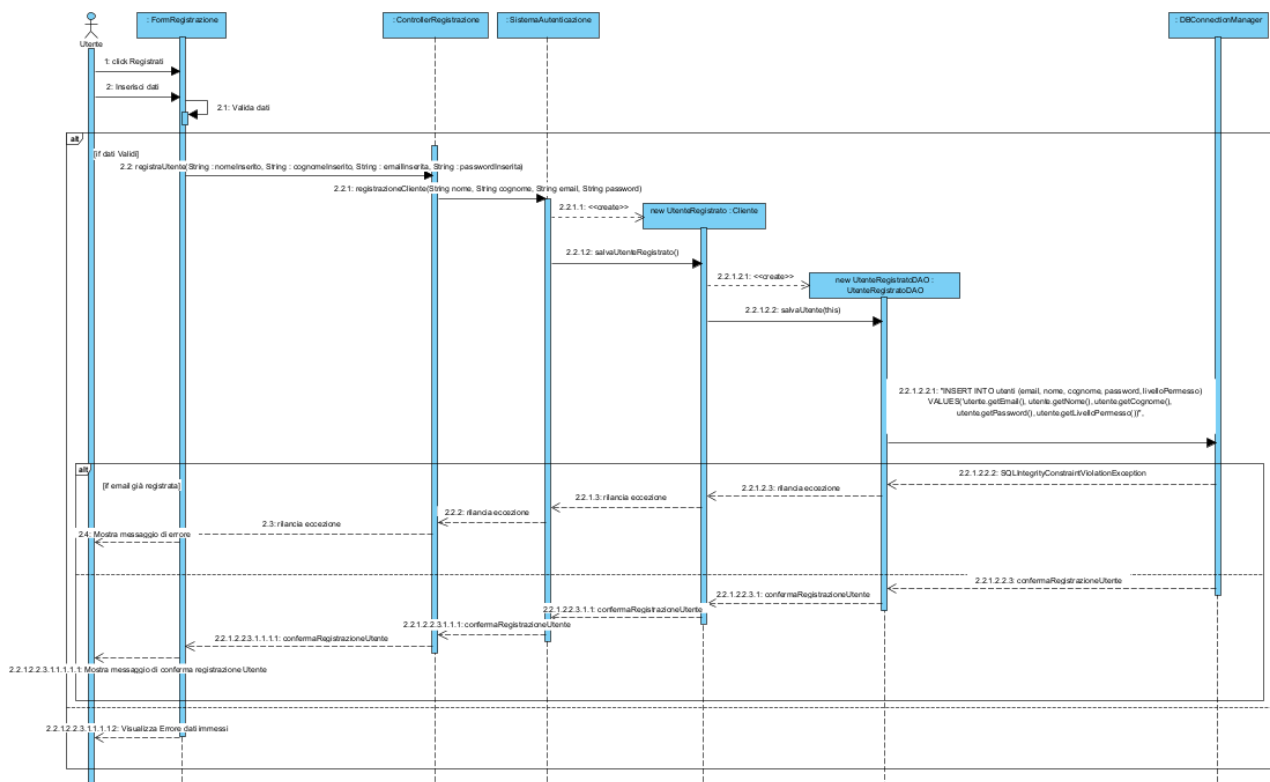 : FormRegistrazione
: ControllerRegistrazione
: SistemaAutenticazione
: DBConnectionManager
Utente
1: click Registrati
2: Inserisci dati
2.1: Valida dati
alt
[if dati Validi]
2.2: registraUtente(String : nomeInserito, String : cognomeInserito, String : emailInserita, String : passwordInserita)
2.2.1: registrazioneCliente(String nome, String cognome, String email, String password)
2.2.1.1: <<create>>
new UtenteRegistrato : Cliente
2.2.1.2: salvaUtenteRegistrato()
2.2.1.2.1: <<create>>
new UtenteRegistratoDAO :
UtenteRegistratoDAO
2.2.1.2.2: salvaUtente(this)
2.2.1.2.2.1: "INSERT INTO utenti (email, nome, cognome, password, livelloPermesso)
VALUES('utente.getEmail(), utente.getNome(), utente.getCognome(),
utente.getPassword(), utente.getLivelloPermesso())",
alt
[if email già registrata]
2.2.1.2.2.2: SQLIntegrityConstraintViolationException
2.2.1.2.3: rilancia eccezione
2.2.1.3: rilancia eccezione
2.2.2: rilancia eccezione
2.3: rilancia eccezione
2.4: Mostra messaggio di errore
2.2.1.2.2.3: confermaRegistrazioneUtente
2.2.1.2.2.3.1: confermaRegistrazioneUtente
2.2.1.2.2.3.1.1: confermaRegistrazioneUtente
2.2.1.2.2.3.1.1.1: confermaRegistrazioneUtente
2.2.1.2.2.3.1.1.1.1: confermaRegistrazioneUtente
2.2.1.2.2.3.1.1.1.1.1: Mostra messaggio di conferma registrazione Utente
2.2.1.2.2.3.1.1.1.1.2: Visualizza Errore dati immessi